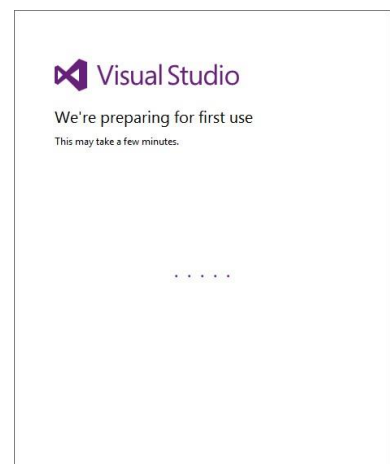 Visual Studio
We're preparing for first use
This may take a few minutes.